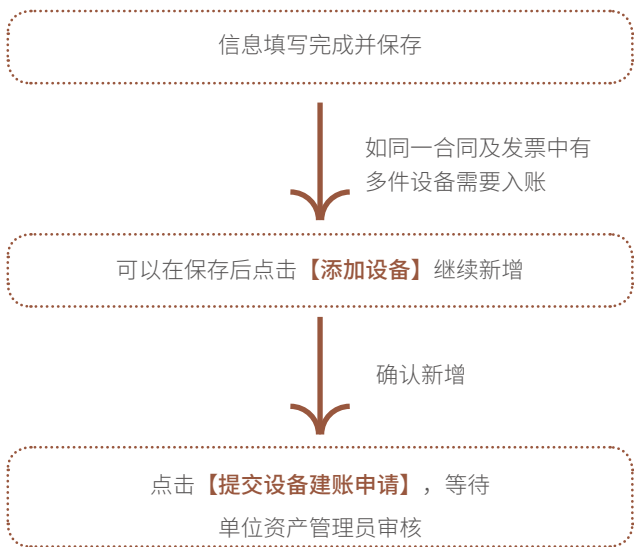 信息填写完成并保存
如同一合同及发票中有
多件设备需要入账
可以在保存后点击【添加设备】继续新增
确认新增
点击【提交设备建账申请】，等待
单位资产管理员审核